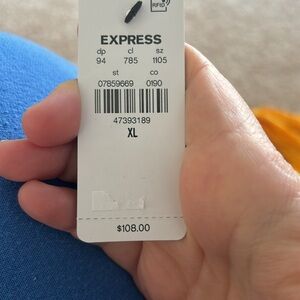 RFID
EXPRESS
dp cl sz
94 785 1105
st co
07859669 0190
47393189
XL
$108.00